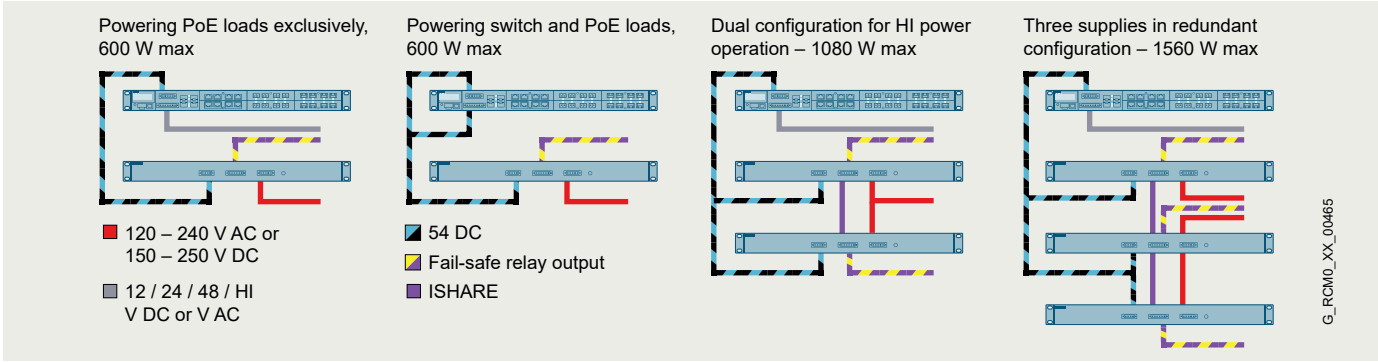 Powering PoE loads exclusively,
600 W max
Powering switch and PoE loads,
600 W max
Dual configuration for HI power
operation – 1080 W max
Three supplies in redundant
configuration – 1560 W max
120 – 240 V AC or
150 – 250 V DC
12 / 24 / 48 / HI
V DC or V AC
54 DC
Fail-safe relay output
ISHARE
G_RCM0_XX_00465